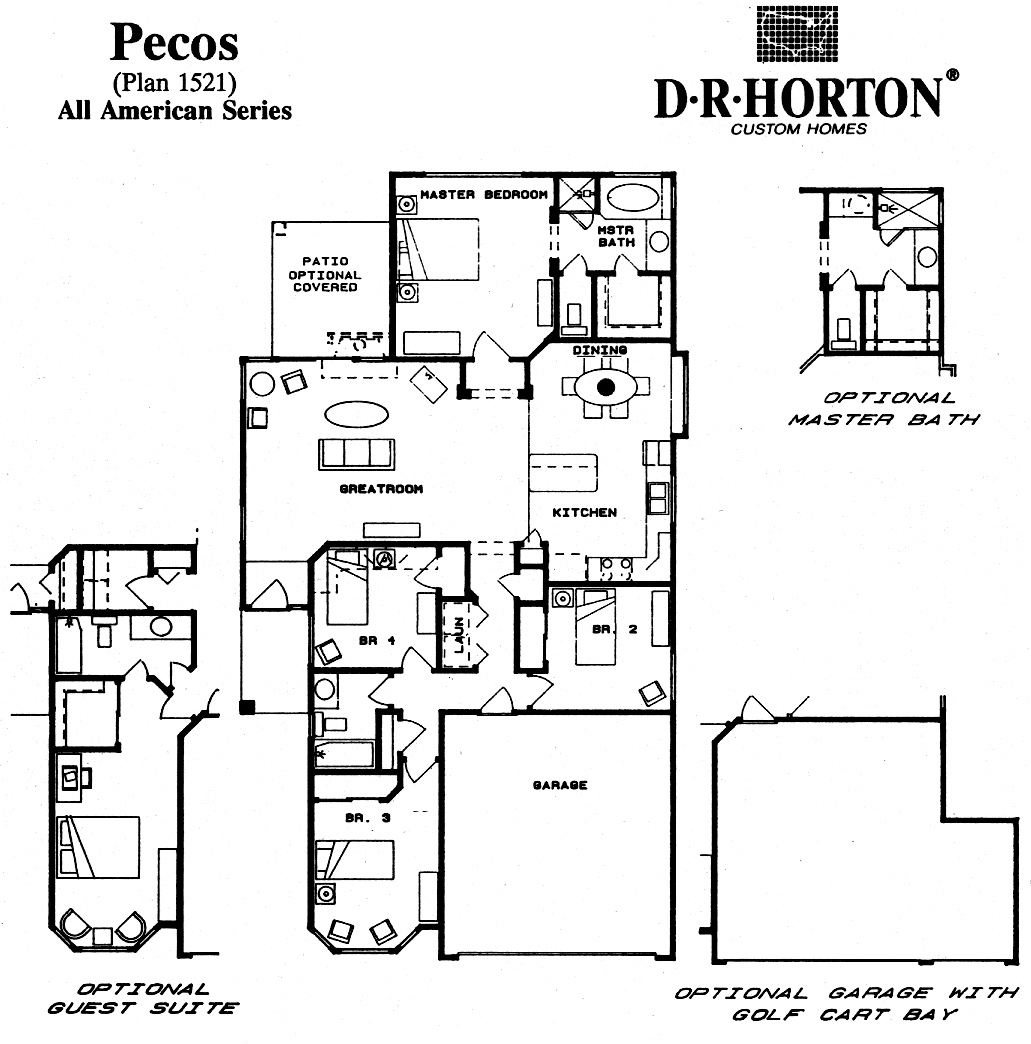 Pecos
(Plan 1521)
All American Series
D·R·HORTON®
CUSTOM HOMES
MASTER BEDROOM
MSTR
BATH
PATIO
OPTIONAL
COVERED
DINING
OPTIONAL
MASTER BATH
GREATROOM
KITCHEN
BR 4
LAUN
BR. 2
GARAGE
BR. 3
OPTIONAL
GUEST SUITE
OPTIONAL GARAGE WITH
GOLF CART BAY